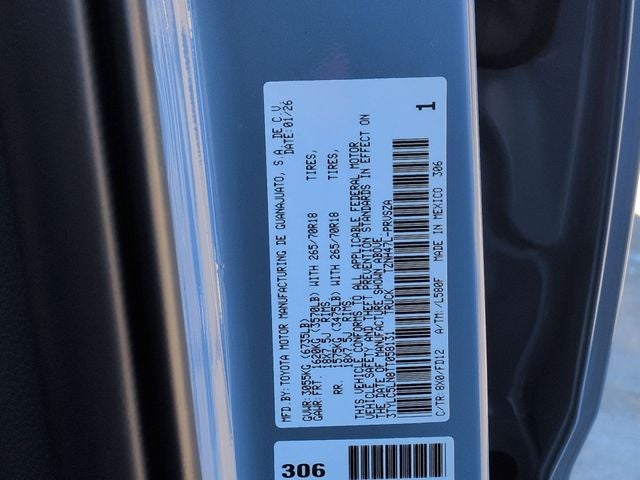 MFD.BY:TOYOTA MOTOR MANUFACTURING DE GUANAJUATO, S.A. DE C.V.
DATE: 01/26
GVWR: 3055KG (6735LB)
GAWR: FRT. 1620KG (3570LB) WITH 265/70R18 TIRES,
18X7.5J RIMS
RR. 1575KG (3475LB) WITH 265/70R18 TIRES,
18X7.5J RIMS
THIS VEHICLE CONFORMS TO ALL APPLICABLE FEDERAL MOTOR
VEHICLE SAFETY AND THEFT PREVENTION STANDARDS IN EFFECT ON
THE DATE OF MANUFACTURE SHOWN ABOVE.
TRUCK
1
C/TR: 8X0/FD12 A/TM: /L580F MADE IN MEXICO 306
306